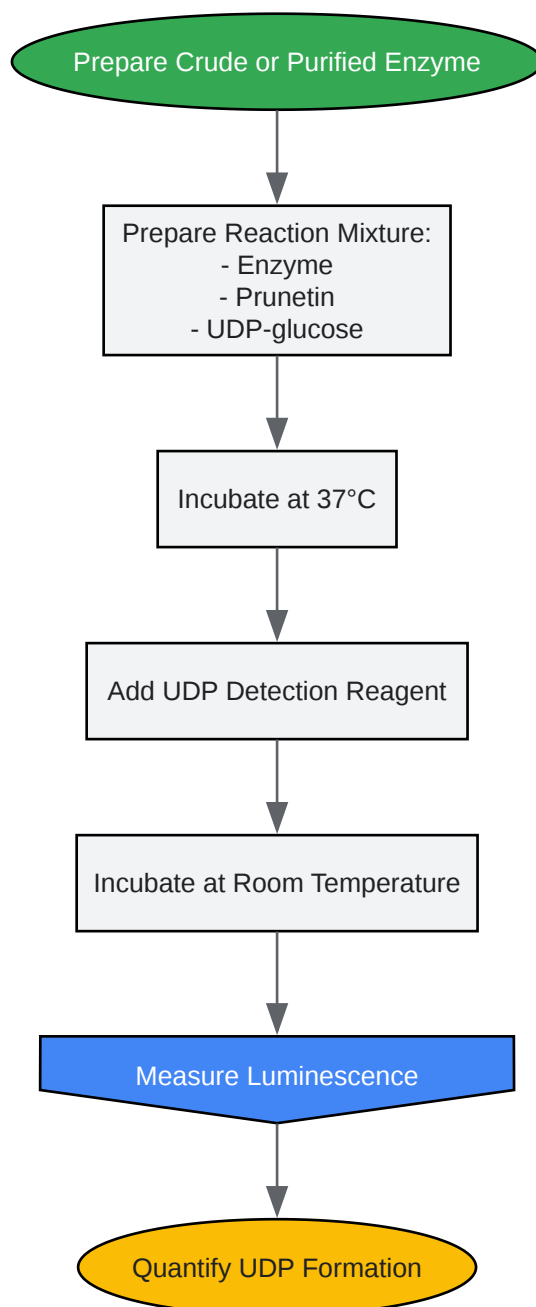 Prepare Crude or Purified Enzyme
Prepare Reaction Mixture:
- Enzyme
- Prunetin
- UDP-glucose
Incubate at 37°C
Add UDP Detection Reagent
Incubate at Room Temperature
Measure Luminescence
Quantify UDP Formation